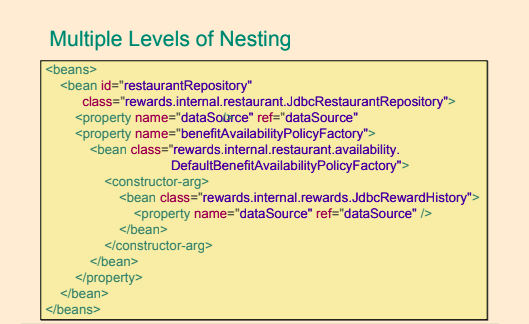 Multiple Levels of Nesting
<beans>
<bean id="restaurantRepository"
class="rewards.internal.restaurant.JdbcRestaurantRepository">
<property name="dataSource" ref="dataSource"
/>
<property name="benefitAvailabilityPolicyFactory">
<bean class="rewards.internal.restaurant.availability.
DefaultBenefitAvailabilityPolicyFactory">
<constructor-arg>
<bean class="rewards.internal.rewards.JdbcRewardHistory">
<property name="dataSource" ref="dataSource" />
</bean>
</constructor-arg>
</bean>
</property>
</bean>
</beans>